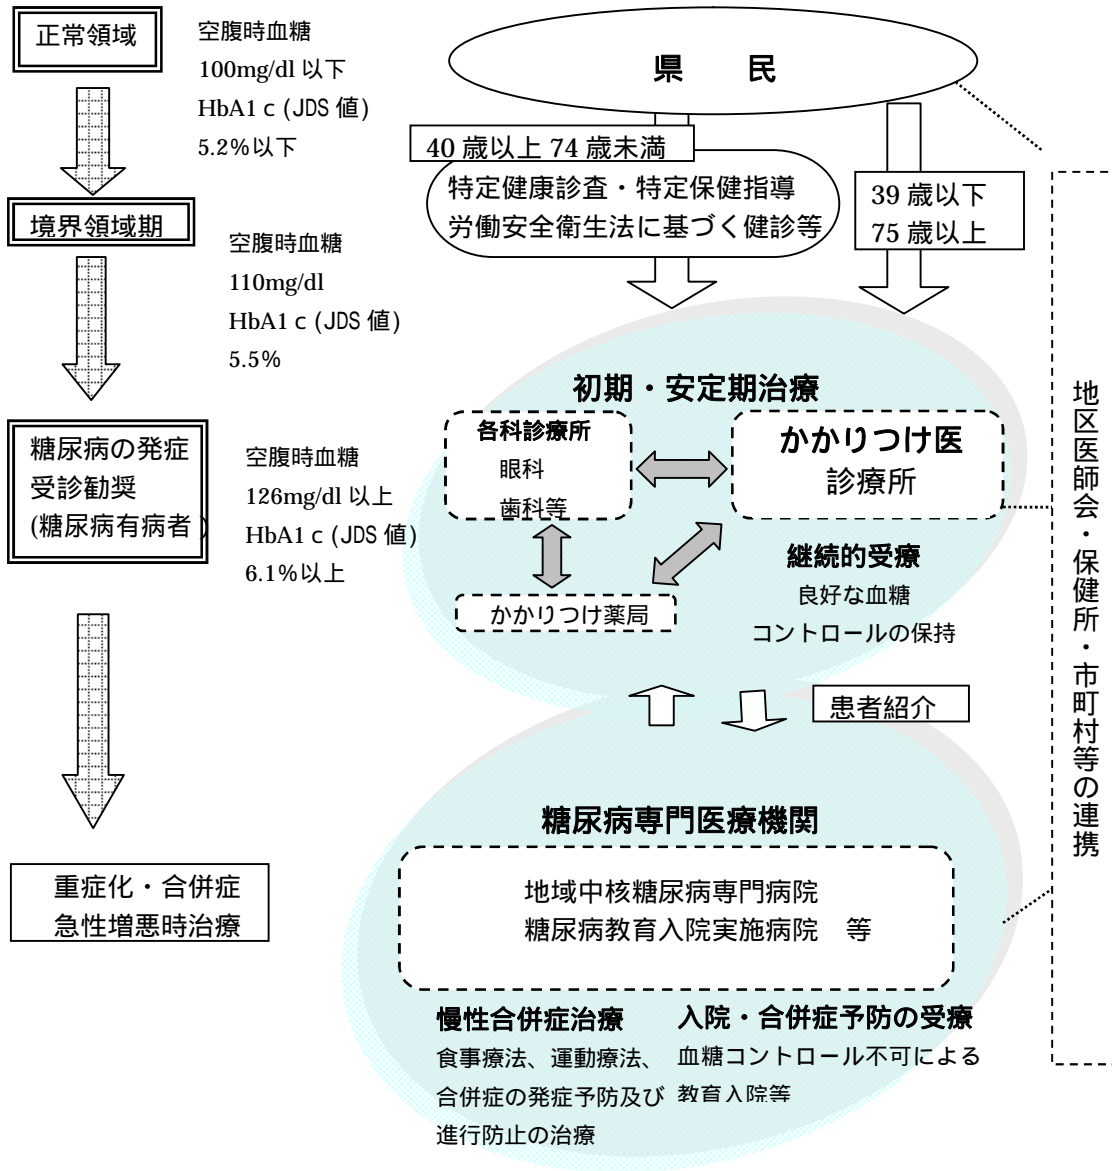 正常領域
空腹時血糖
100mg/dl 以下
HbA1ｃ(JDS 値)
5.2%以下
境界領域期
空腹時血糖
110mg/dl
HbA1ｃ(JDS 値)
5.5%
糖尿病の発症
受診勧奨
(糖尿病有病者)
空腹時血糖
126mg/dl 以上
HbA1ｃ(JDS 値)
6.1%以上
重症化・合併症
急性増悪時治療
県　民
40 歳以上 74 歳未満
特定健康診査・特定保健指導
労働安全衛生法に基づく健診等
39 歳以下
75 歳以上
初期・安定期治療
各科診療所
眼科
歯科等
かかりつけ医
診療所
かかりつけ薬局
継続的受療
良好な血糖
コントロールの保持
患者紹介
糖尿病専門医療機関
地域中核糖尿病専門病院
糖尿病教育入院実施病院　等
慢性合併症治療
食事療法、運動療法、
合併症の発症予防及び
進行防止の治療
入院・合併症予防の受療
血糖コントロール不可による
教育入院等
地区医師会・保健所・市町村等の連携